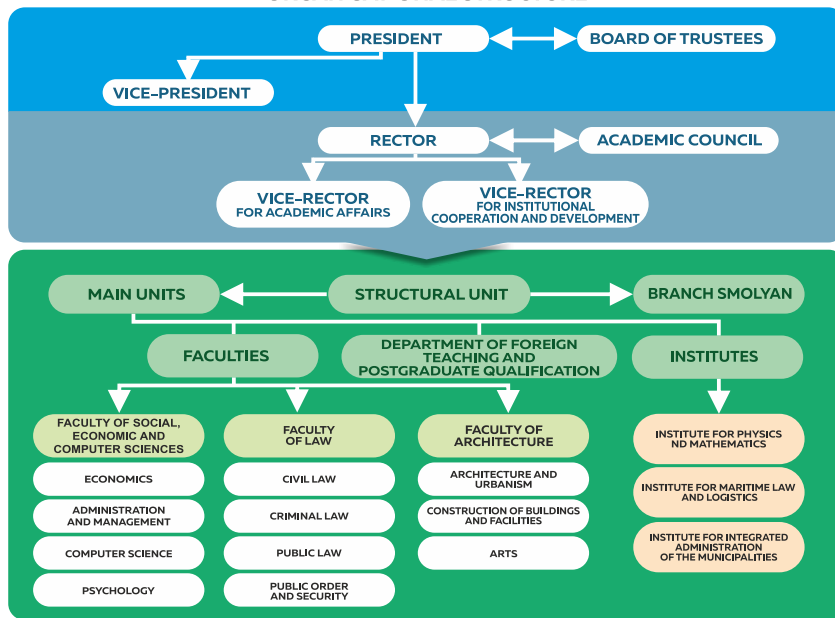 PRESIDENT
BOARD OF TRUSTEES
VICE-PRESIDENT
RECTOR
ACADEMIC COUNCIL
VICE-RECTOR
FOR ACADEMIC AFFAIRS
VICE-RECTOR
FOR INSTITUTIONAL
COOPERATION AND DEVELOPMENT
MAIN UNITS
STRUCTURAL UNIT
BRANCH SMOLYAN
FACULTIES
DEPARTMENT OF FOREIGN
TEACHING AND
POSTGRADUATE QUALIFICATION
INSTITUTES
FACULTY OF SOCIAL,
ECONOMIC AND
COMPUTER SCIENCES
ECONOMICS
ADMINISTRATION
AND MANAGEMENT
COMPUTER SCIENCE
PSYCHOLOGY
FACULTY
OF LAW
CIVIL LAW
CRIMINAL LAW
PUBLIC LAW
PUBLIC ORDER
AND SECURITY
FACULTY OF
ARCHITECTURE
ARCHITECTURE AND
URBANISM
CONSTRUCTION OF BUILDINGS
AND FACILITIES
ARTS
INSTITUTE FOR PHYSICS
ND MATHEMATICS
INSTITUTE FOR MARITIME LAW
AND LOGISTICS
INSTITUTE FOR INTEGRATED
ADMINISTRATION
OF THE MUNICIPALITIES